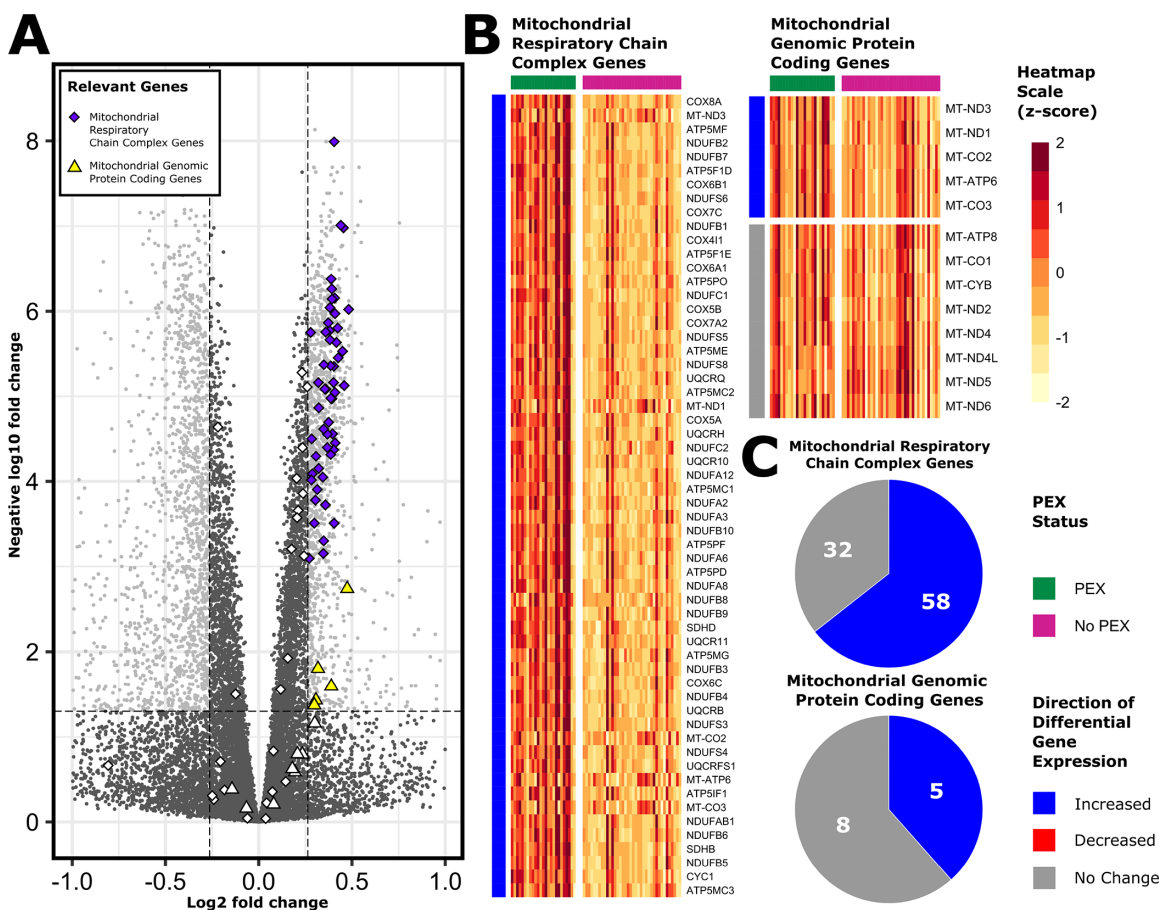 A
Relevant Genes
Mitochondrial
Respiratory
Chain Complex Genes
Mitochondrial Genomic
Protein Coding Genes
Negative log10 fold change
8
6
4
2
0
-1.0
-0.5
0.0
0.5
1.0
Log2 fold change
B
Mitochondrial
Respiratory Chain
Complex Genes
COX8A
MT-ND3
ATP5MF
NDUFB2
NDUFB7
ATP5F1D
COX6B1
NDUFS6
COX7C
NDUFB1
COX4I1
ATP5F1E
COX6A1
ATP5PO
NDUFC1
COX5B
COX7A2
NDUFS5
ATP5ME
NDUFS8
UQCRQ
ATP5MC2
MT-ND1
COX5A
UQCRH
NDUFC2
UQCR10
NDUFA12
ATP5MC1
NDUFA2
NDUFA3
NDUFB10
ATP5PF
NDUFA6
ATP5PD
NDUFA8
NDUFB8
NDUFB9
SDHD
UQCR11
ATP5MG
NDUFB3
COX6C
NDUFB4
UQCRB
NDUFS3
MT-CO2
NDUFS4
UQCRFS1
MT-ATP6
ATP5IF1
MT-CO3
NDUFAB1
NDUFB6
SDHB
NDUFB5
CYC1
ATP5MC3
Mitochondrial
Genomic Protein
Coding Genes
MT-ND3
MT-ND1
MT-CO2
MT-ATP6
MT-CO3
MT-ATP8
MT-CO1
MT-CYB
MT-ND2
MT-ND4
MT-ND4L
MT-ND5
MT-ND6
Heatmap
Scale
(z-score)
2
1
0
-1
-2
C
Mitochondrial Respiratory
Chain Complex Genes
32
58
Mitochondrial Genomic
Protein Coding Genes
5
8
PEX
Status
PEX
No PEX
Direction of
Differential
Gene
Expression
Increased
Decreased
No Change